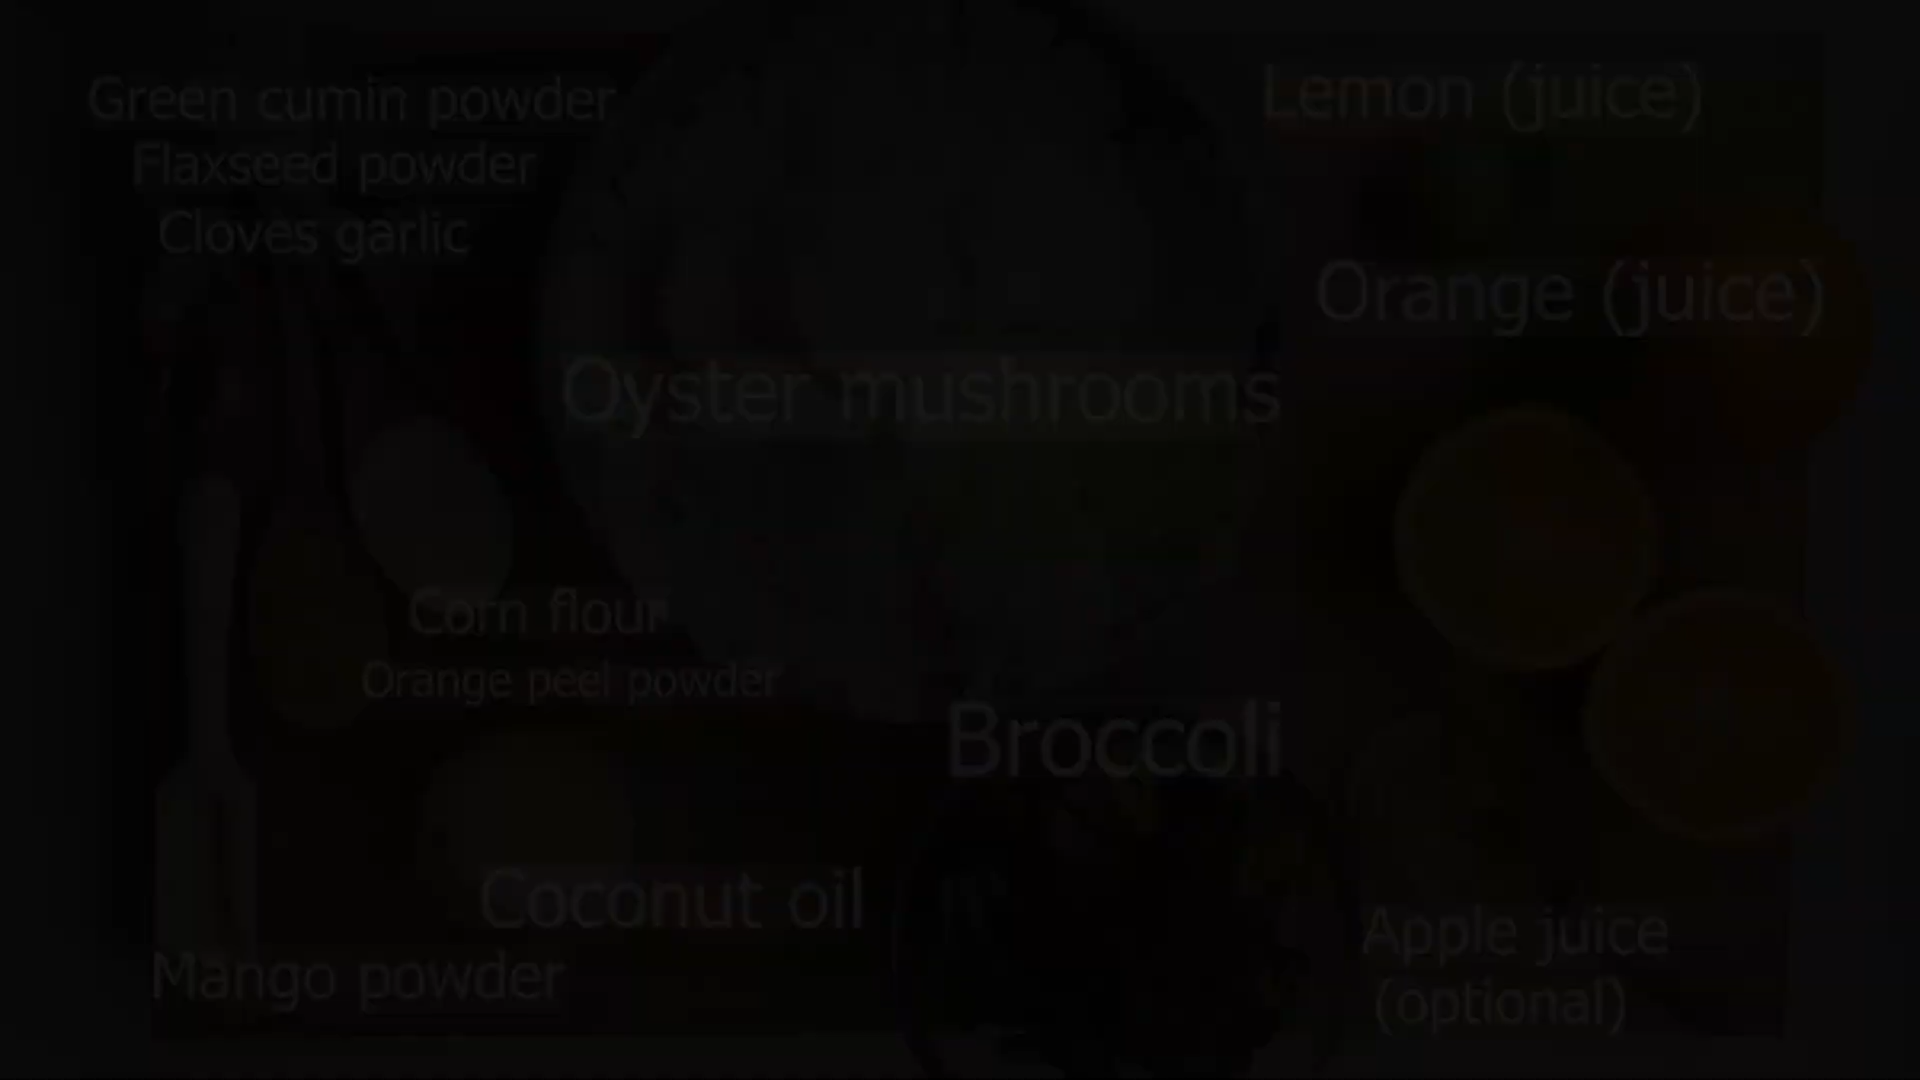 Green cumin powder
Flaxseed powder
Cloves garlic
Lemon (juice)
Orange (juice)
Oyster mushrooms
Corn flour
Orange peel powder
Broccoli
Coconut oil
Mango powder
Apple juice
(optional)